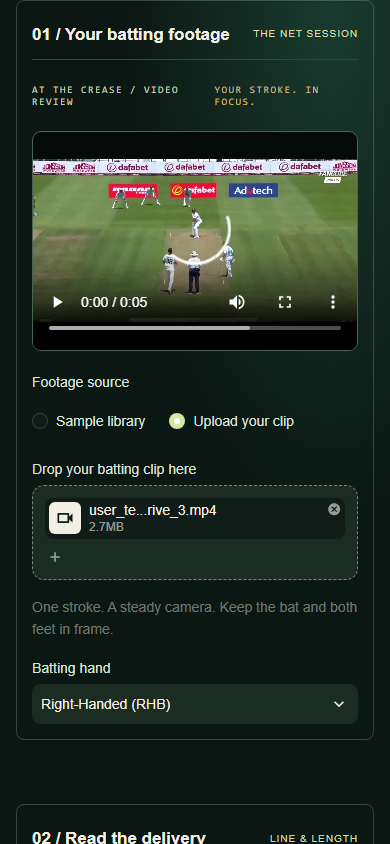 01 / Your batting footage
THE NET SESSION
AT THE CREASE / VIDEO
REVIEW
YOUR STROKE. IN
FOCUS.
dafabet
dafabet
dafabet
dafabet
Adytech
0:00 / 0:05
Footage source
Sample library
Upload your clip
Drop your batting clip here
user_te...rive_3.mp4
2.7MB
+
One stroke. A steady camera. Keep the bat and both
feet in frame.
Batting hand
Right-Handed (RHB)
02 / Read the delivery
LINE & LENGTH